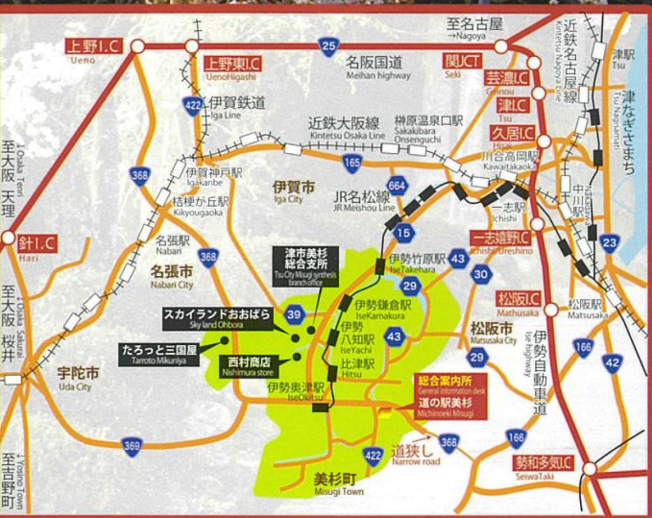 至名古屋
→Nagoya
上野I.C
Ueno
上野東I.C
UenoHigashi
25
名阪国道
Meihan highway
関JCT
Seki
近鉄名古屋線
Kintetsu Nagoya Line
津駅
Tsu
芸濃I.C
Geinou
津I.C
Tsu
久居I.C
Hisai
津なぎさまち
Tsu Nagisamati
422
伊賀鉄道
Iga Line
近鉄大阪線
Kintetsu Osaka Line
榊原温泉口駅
Sakakibara
Onsenguchi
川合高岡駅
Kawaitakaoka
165
至大阪 天理
↓Osaka Tenri
368
伊賀神戸駅
Igakanbe
桔梗が丘駅
Kikyougaoka
伊賀市
Iga City
664
JR名松線
JR Meishou Line
一志駅
Ichishi
中川駅
15
23
針I.C
Hari
名張駅
Nabari
名張市
Nabari City
368
津市美杉
総合支所
Tsu City Misugi synthesis
branch office
伊勢竹原駅
IseTakehara
43
30
一志嬉野I.C
Ichishi Ureshino
29
スカイランドおおぼら
Sky land Ohbora
39
伊勢鎌倉駅
IseKamakura
松阪I.C
Mathusaka
松阪駅
Matsusaka
至大阪 桜井
↓Osaka Sakurai
たろっと三国屋
Tarroto Mikuniya
西村商店
Nishimura store
伊勢
八知駅
IseYachi
43
松阪市
Matsusaka City
伊勢自動車道
Ise highway
比津駅
Hitsu
29
166
42
宇陀市
Uda City
伊勢奥津駅
IseOkitsu
総合案内所
General information desk
道の駅美杉
Michinoeki Misugi
369
道狭し
Narrow road
368
166
422
勢和多気I.C
SeiwaTaki
美杉町
Misugi Town
至吉野町
↓Yosino Town